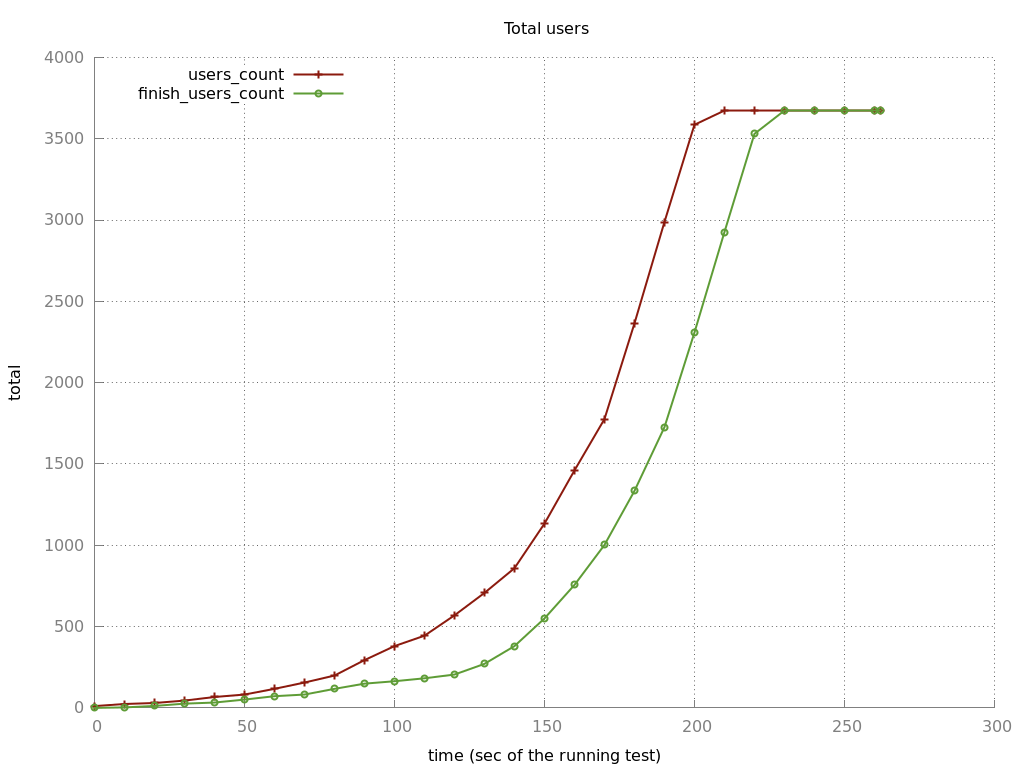 Total users
users_count
finish_users_count
4000
3500
3000
2500
2000
1500
1000
500
0
total
0 50 100 150 200 250 300
time (sec of the running test)